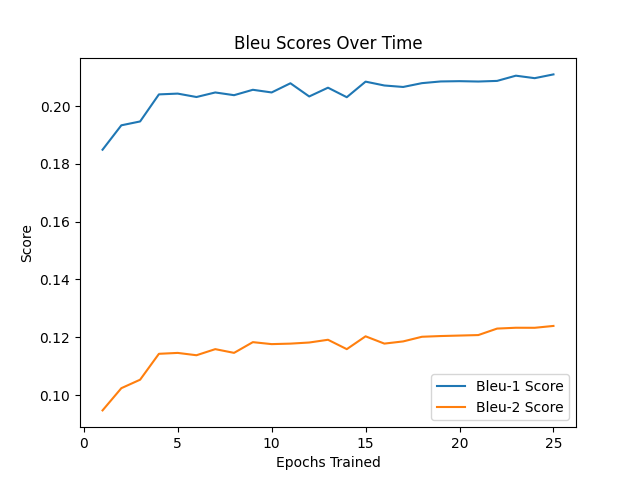 Bleu Scores Over Time
Score
0.20
0.18
0.16
0.14
0.12
0.10
Bleu-1 Score
Bleu-2 Score
0 5 10 15 20 25
Epochs Trained